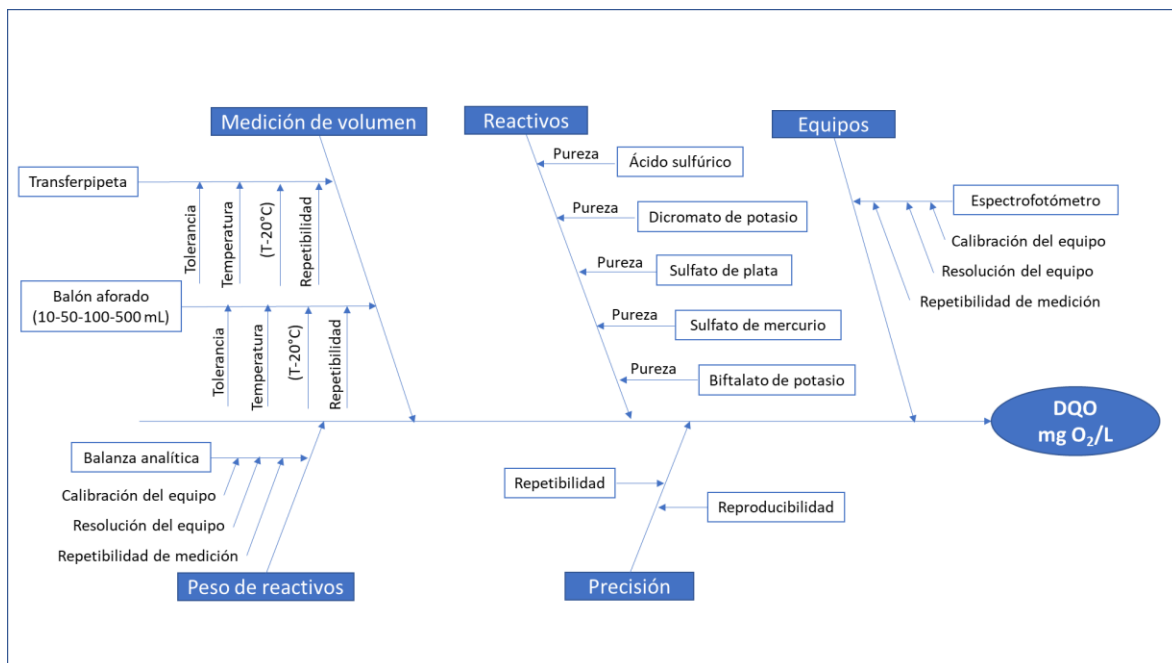 Medición de volumen
Transferpipeta
Tolerancia
Temperatura
(T-20°C)
Repetibilidad
Balón aforado
(10-50-100-500 mL)
Tolerancia
Temperatura
(T-20°C)
Repetibilidad
Reactivos
Pureza
Ácido sulfúrico
Pureza
Dicromato de potasio
Pureza
Sulfato de plata
Pureza
Sulfato de mercurio
Pureza
Biftalato de potasio
Equipos
Espectrofotómetro
Calibración del equipo
Resolución del equipo
Repetibilidad de medición
DQO
mg O₂/L
Balanza analítica
Calibración del equipo
Resolución del equipo
Repetibilidad de medición
Peso de reactivos
Repetibilidad
Reproducibilidad
Precisión